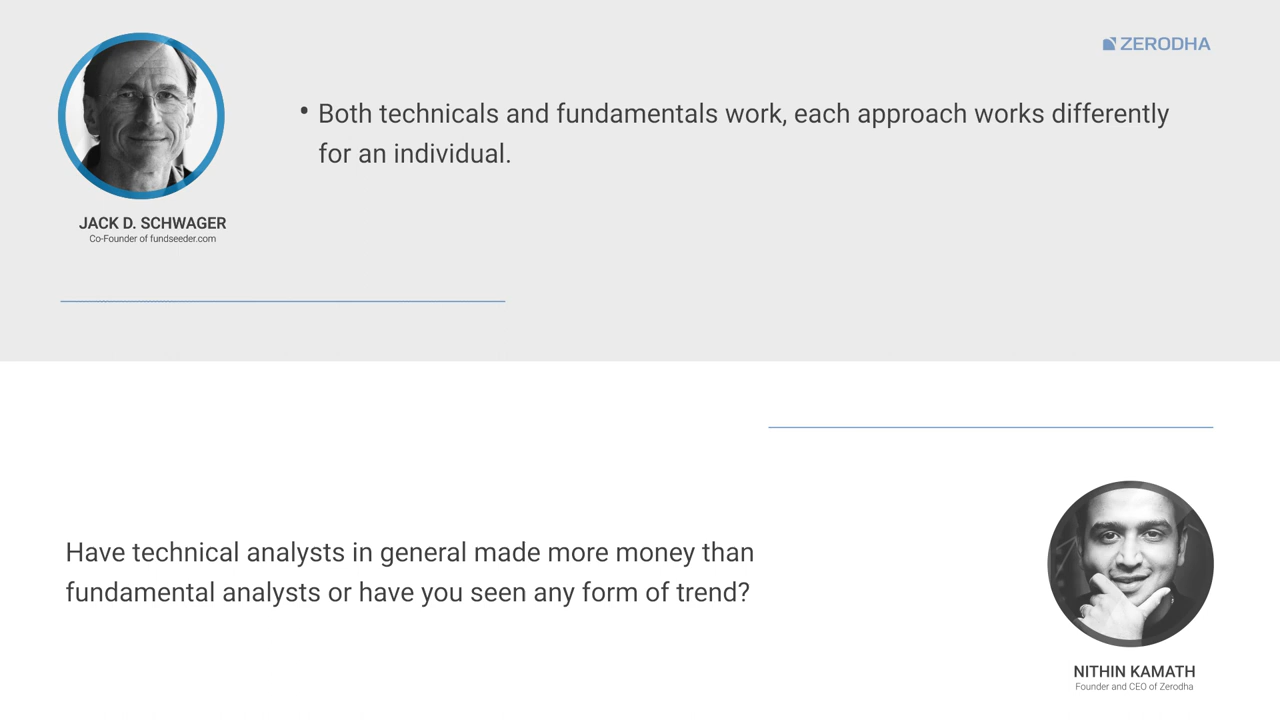 ZERODHA
• Both technicals and fundamentals work, each approach works differently
for an individual.
JACK D. SCHWAGER
Co-Founder of fundseeder.com
Have technical analysts in general made more money than
fundamental analysts or have you seen any form of trend?
NITHIN KAMATH
Founder and CEO of Zerodha